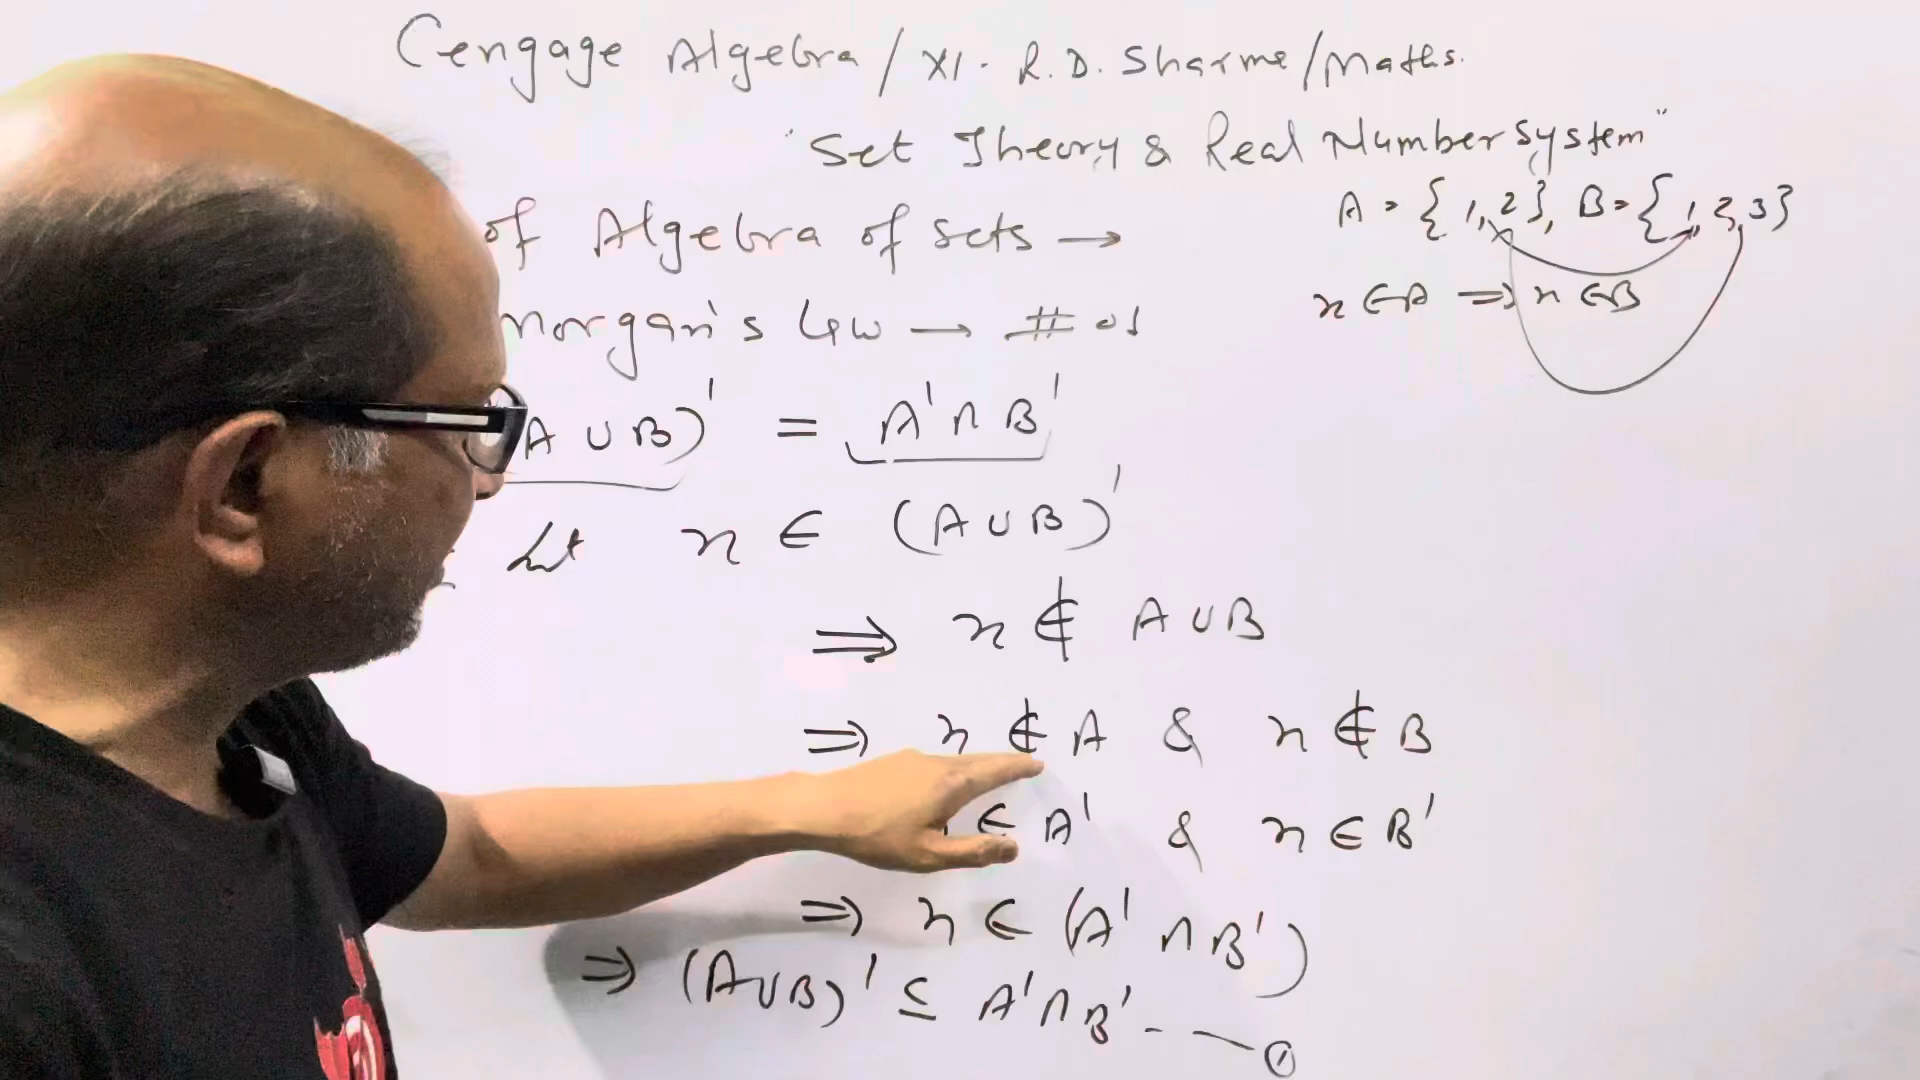 Cengage Algebra / XI. R.D. Sharme / Maths.
"Set Theory & Real Number System"
A = { 1, 2 }, B = { 1, 2, 3 }
x ∈ A ⇒ x ∈ B
of Algebra of sets →
morgan's Law → # 01
A ∪ B)' = A' ∩ B'
Let x ∈ (A ∪ B)'
⇒ x ∉ A ∪ B
⇒ x ∉ A & x ∉ B
∈ A' & x ∈ B'
⇒ x ∈ (A' ∩ B')
⇒ (A ∪ B)' ⊆ A' ∩ B' - — ①